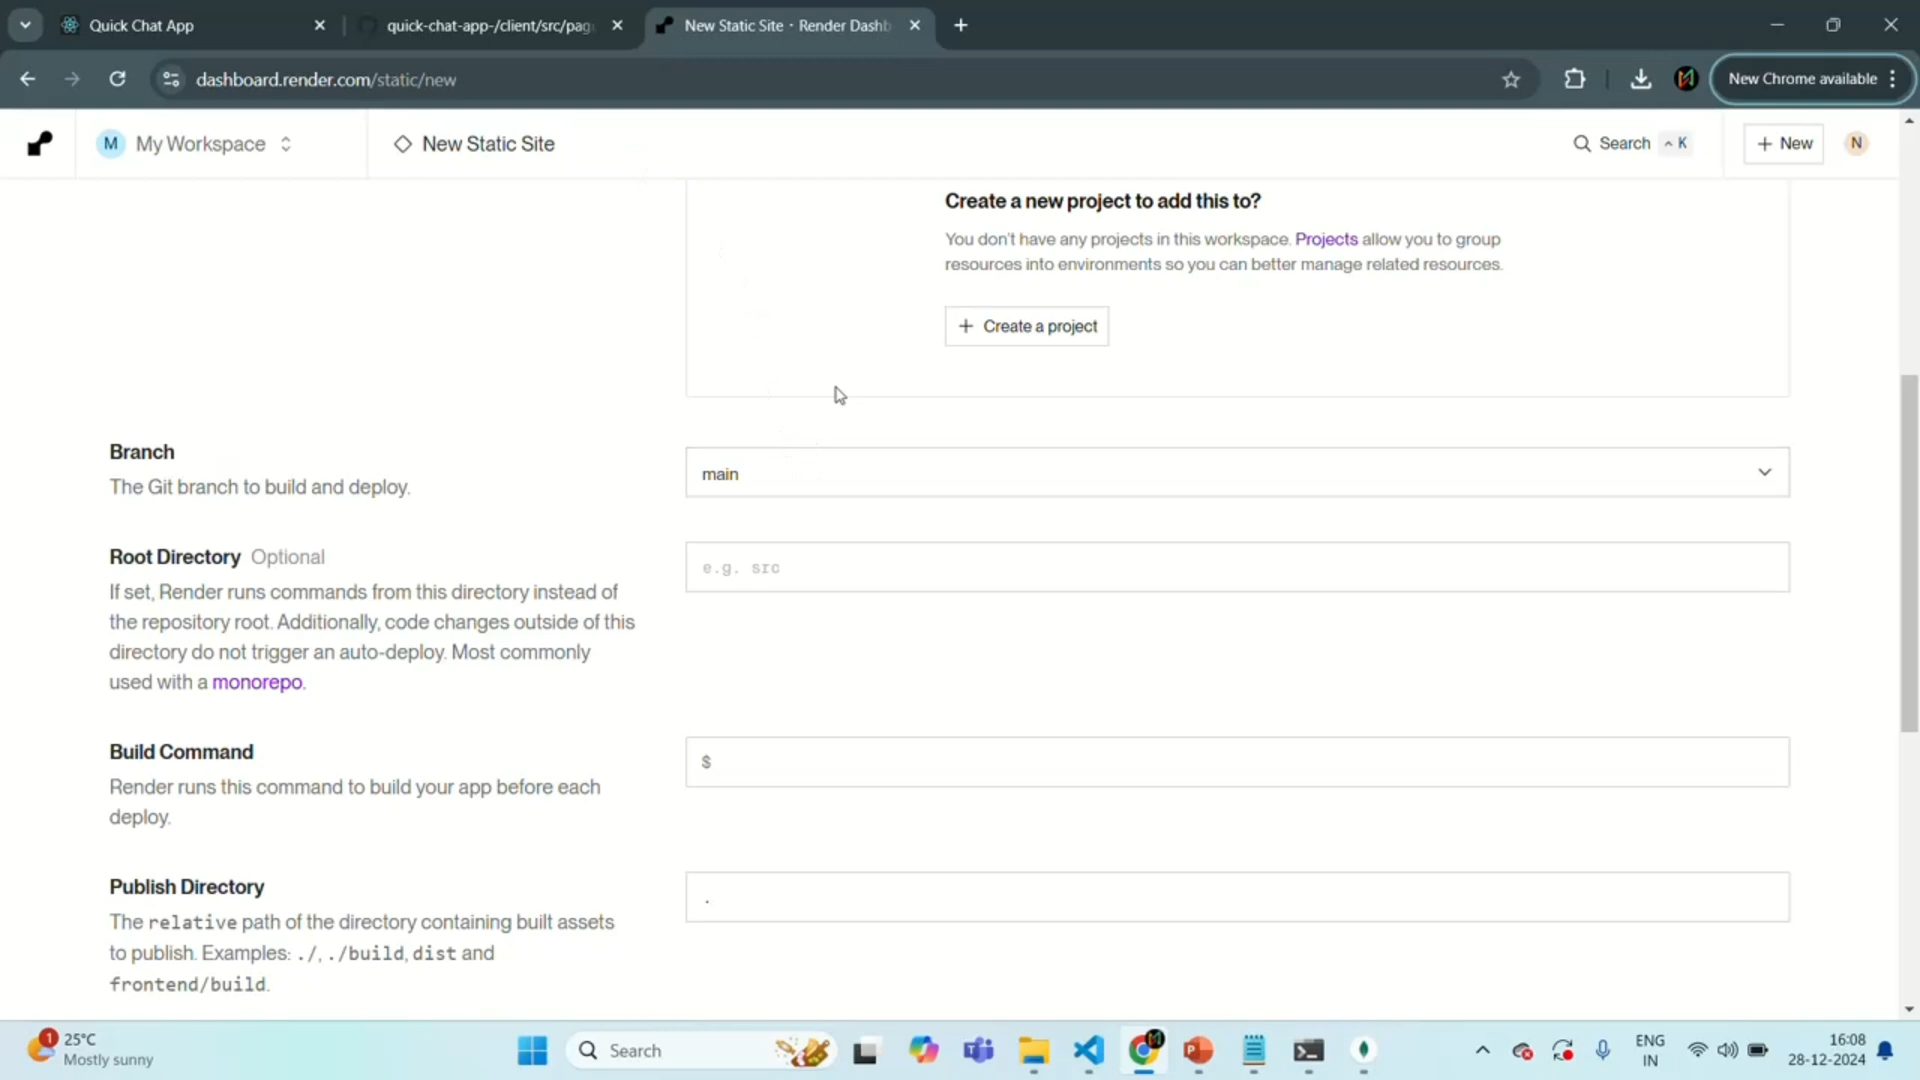 Quick Chat App
quick-chat-app-/client/src/pag
New Static Site · Render Dashb
dashboard.render.com/static/new
New Chrome available
M My Workspace
New Static Site
Search ^ K
+ New
N
Create a new project to add this to?
You don't have any projects in this workspace. Projects allow you to group
resources into environments so you can better manage related resources.
+ Create a project
Branch
The Git branch to build and deploy.
main
Root Directory Optional
If set, Render runs commands from this directory instead of
the repository root. Additionally, code changes outside of this
directory do not trigger an auto-deploy. Most commonly
used with a monorepo.
e.g. src
Build Command
Render runs this command to build your app before each
deploy.
$
Publish Directory
The relative path of the directory containing built assets
to publish. Examples: ./, ./build, dist and
frontend/build.
.
1
25°C
Mostly sunny
Search
ENG
IN
16:08
28-12-2024